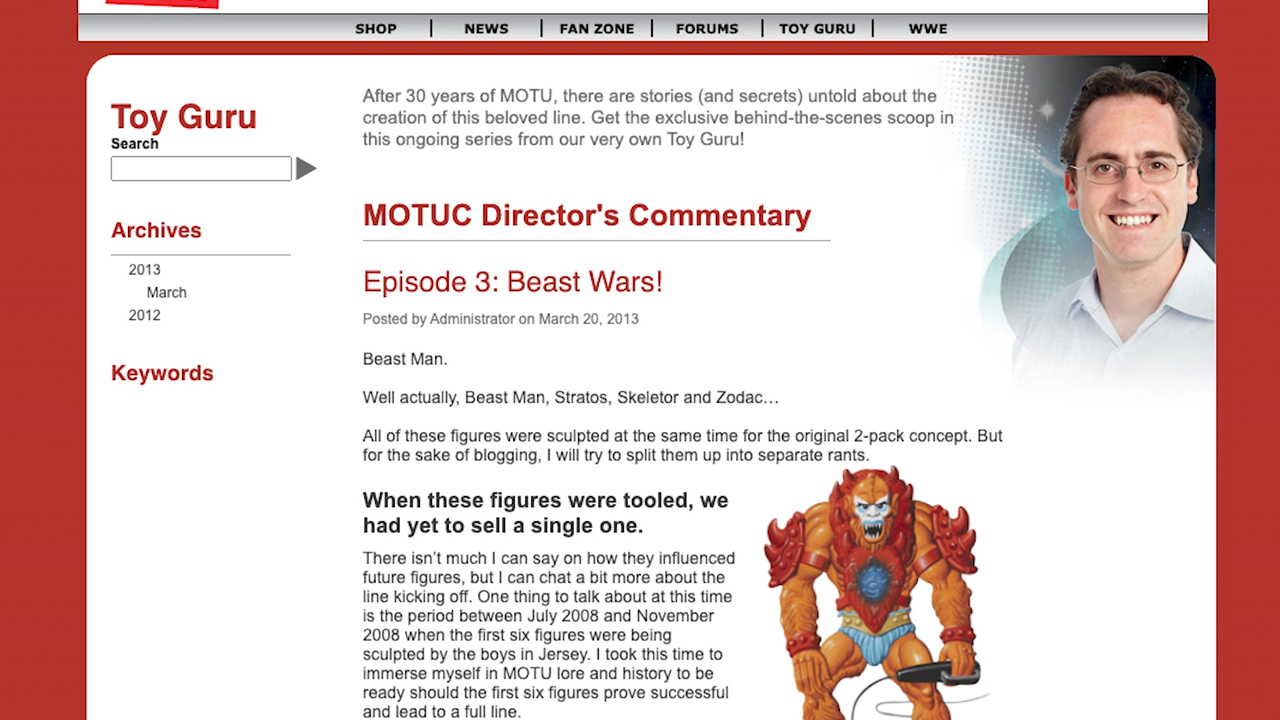 SHOP
NEWS
FAN ZONE
FORUMS
TOY GURU
WWE
Toy Guru
Search
Archives
2013
March
2012
Keywords
After 30 years of MOTU, there are stories (and secrets) untold about the
creation of this beloved line. Get the exclusive behind-the-scenes scoop in
this ongoing series from our very own Toy Guru!
MOTUC Director's Commentary
Episode 3: Beast Wars!
Posted by Administrator on March 20, 2013
Beast Man.
Well actually, Beast Man, Stratos, Skeletor and Zodac…
All of these figures were sculpted at the same time for the original 2-pack concept. But
for the sake of blogging, I will try to split them up into separate rants.
When these figures were tooled, we
had yet to sell a single one.
There isn’t much I can say on how they influenced
future figures, but I can chat a bit more about the
line kicking off. One thing to talk about at this time
is the period between July 2008 and November
2008 when the first six figures were being
sculpted by the boys in Jersey. I took this time to
immerse myself in MOTU lore and history to be
ready should the first six figures prove successful
and lead to a full line.